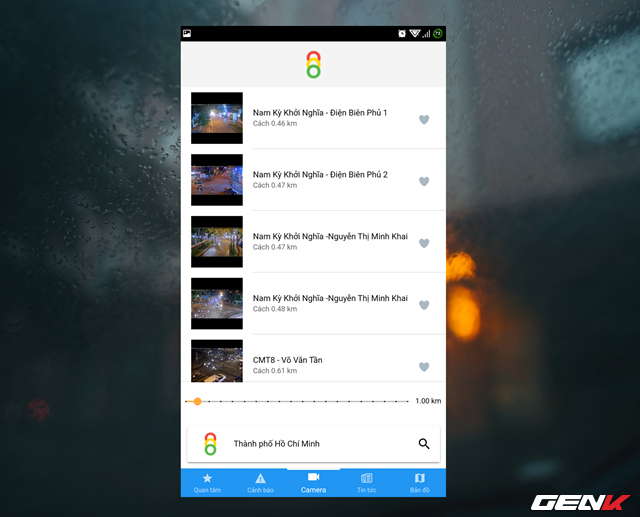 72
Nam Kỳ Khởi Nghĩa - Điện Biên Phủ 1
Cách 0.46 km
Nam Kỳ Khởi Nghĩa - Điện Biên Phủ 2
Cách 0.47 km
Nam Kỳ Khởi Nghĩa -Nguyễn Thị Minh Khai
Cách 0.47 km
Nam Kỳ Khởi Nghĩa -Nguyễn Thị Minh Khai
Cách 0.48 km
CMT8 - Võ Văn Tần
Cách 0.61 km
1.00 km
Thành phố Hồ Chí Minh
Quan tâm
Cảnh báo
Camera
Tin tức
Bản đồ
GENK